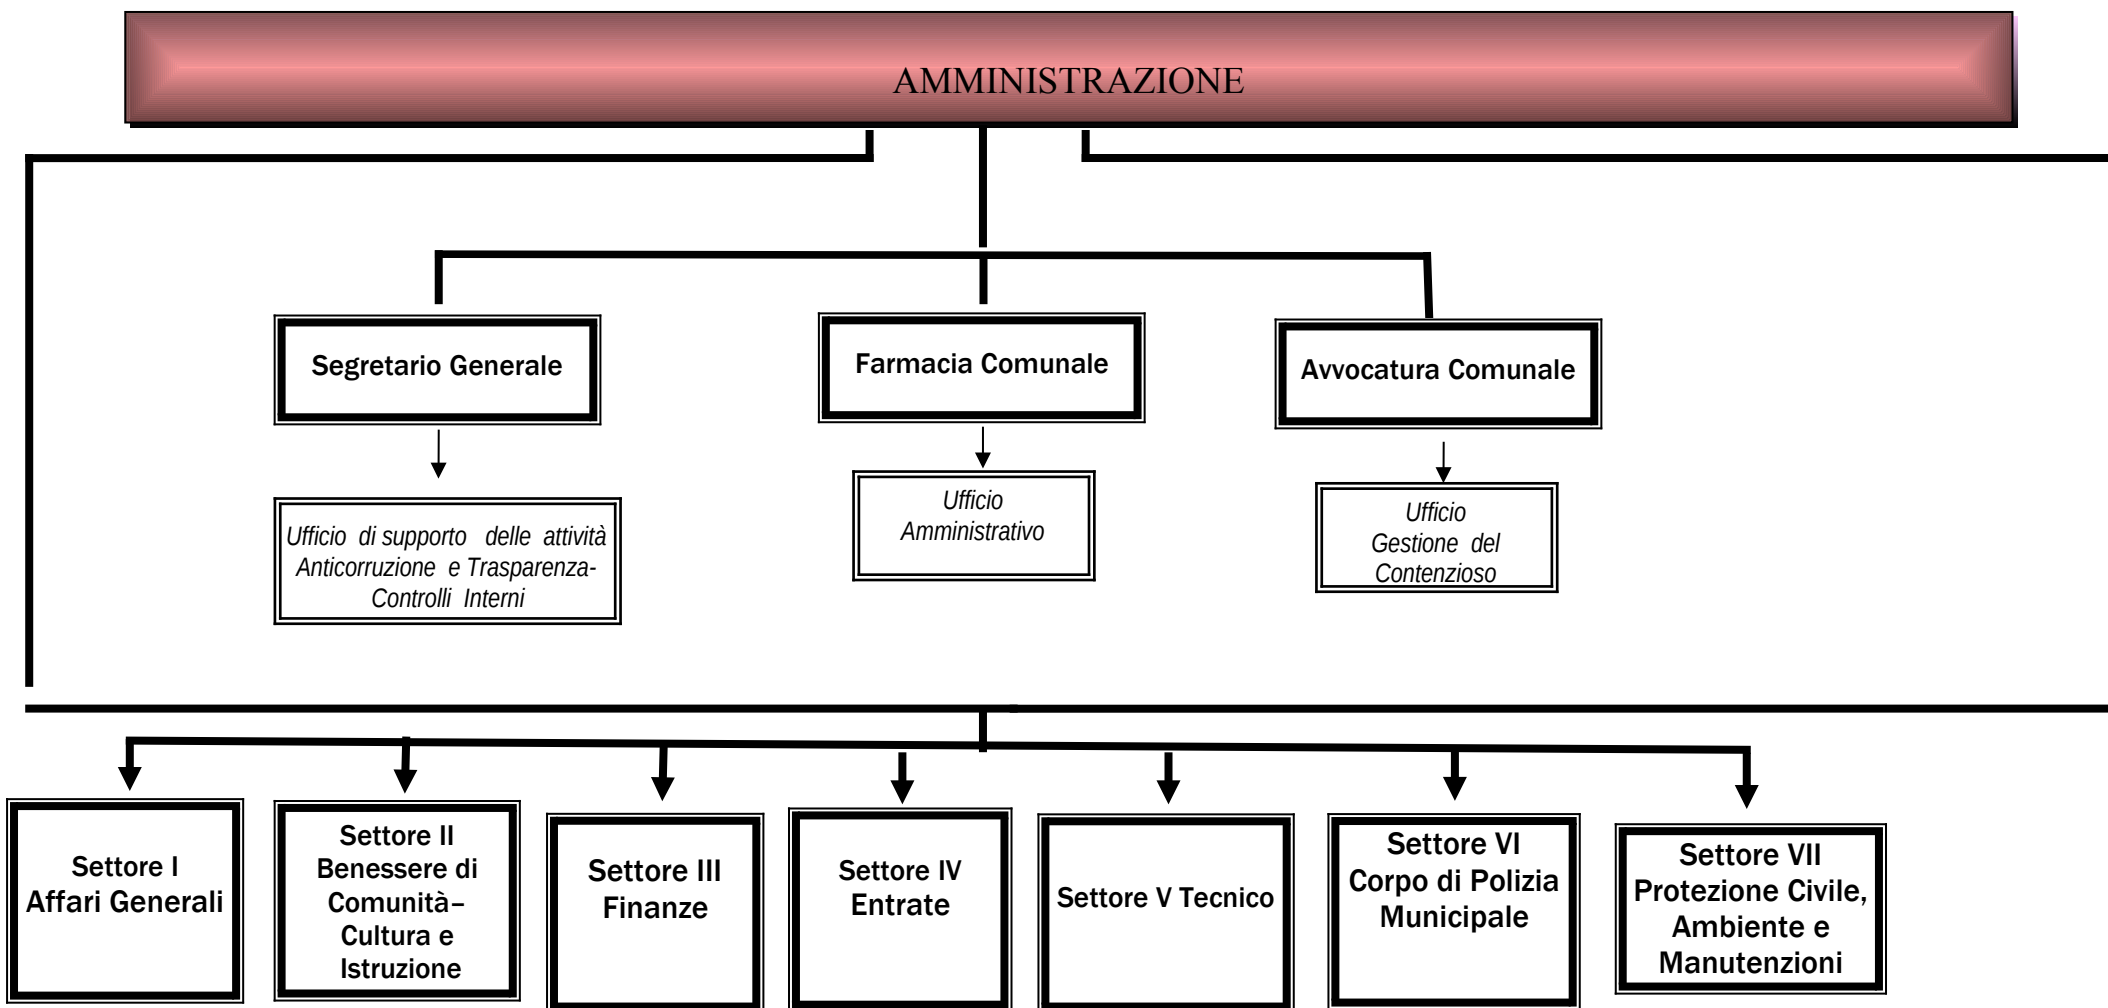 AMMINISTRAZIONE
Segretario Generale
Farmacia Comunale
Avvocatura Comunale
Ufficio di supporto delle attività
Anticorruzione e Trasparenza-
Controlli Interni
Ufficio
Amministrativo
Ufficio
Gestione del
Contenzioso
Settore I
Affari Generali
Settore II
Benessere di
Comunità–
Cultura e
Istruzione
Settore III
Finanze
Settore IV
Entrate
Settore V Tecnico
Settore VI
Corpo di Polizia
Municipale
Settore VII
Protezione Civile,
Ambiente e
Manutenzioni